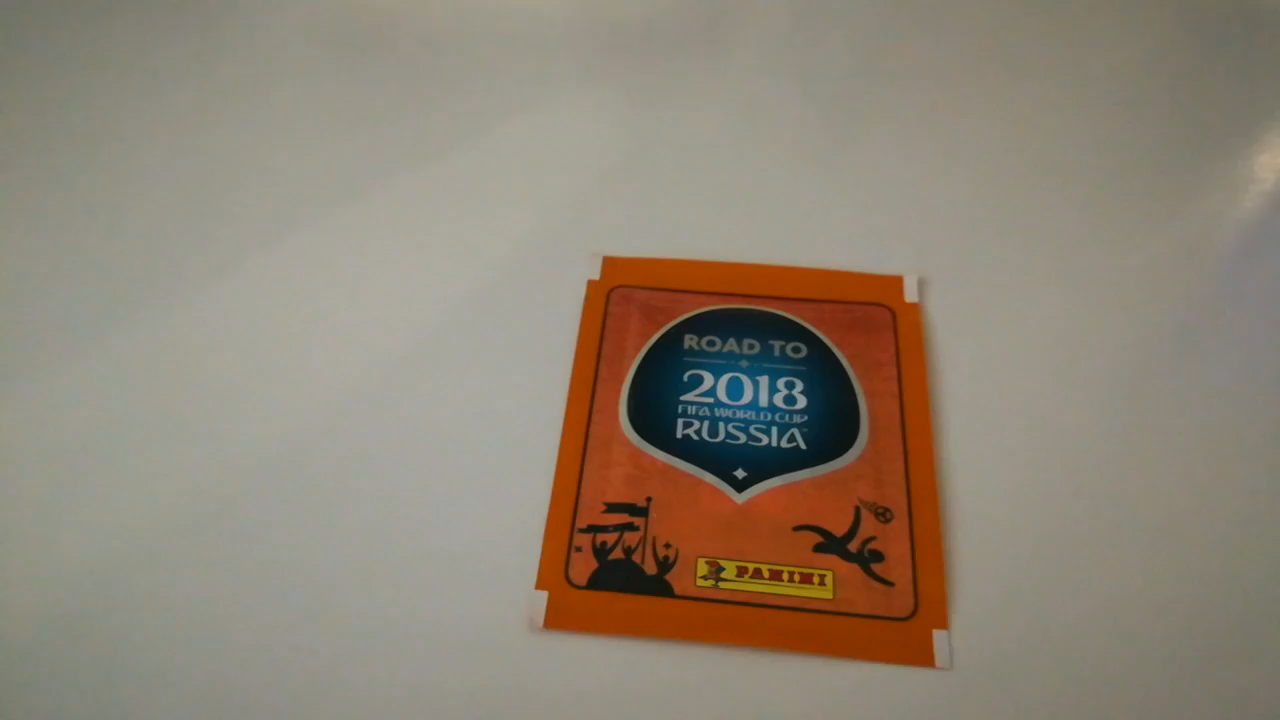 ROAD TO
2018
FIFA WORLD CUP
RUSSIA
PANINI